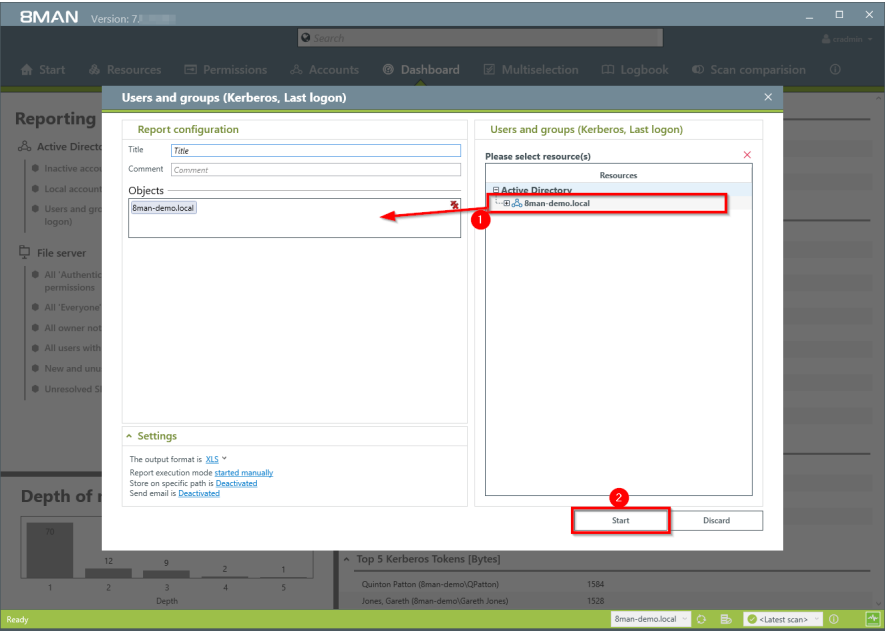 8MAN Version: 7.
Search
cradmin
Start Resources Permissions Accounts Dashboard Multiselection Logbook Scan comparision
Users and groups (Kerberos, Last logon)
Reporting
Active Directo
Inactive accou
Local account
Users and gro
logon)
File server
All 'Authentic
permissions
All 'Everyone'
All owner not
All users with
New and unu
Unresolved SI
Report configuration
Title Title
Comment Comment
Objects
8man-demo.local
Settings
The output format is XLS
Report execution mode started manually
Store on specific path is Deactivated
Send email is Deactivated
Users and groups (Kerberos, Last logon)
Please select resource(s)
Resources
Active Directory
8man-demo.local
1
2
Start Discard
Depth of
70
12
9
2
1
1 2 3 4 5
Depth
Top 5 Kerberos Tokens [Bytes]
Quinton Patton (8man-demo\QPatton) 1584
Jones, Gareth (8man-demo\Gareth Jones) 1528
Ready
8man-demo.local
<Latest scan>